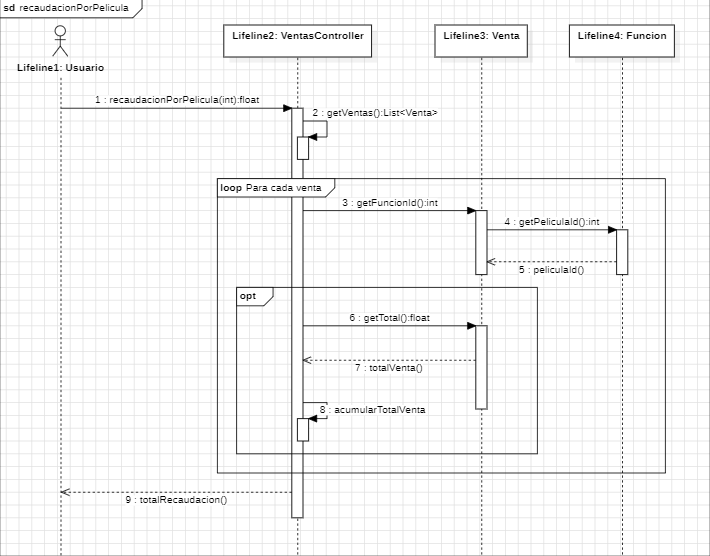 sd recaudacionPorPelicula
Lifeline1: Usuario
Lifeline2: VentasController
Lifeline3: Venta
Lifeline4: Funcion
1 : recaudacionPorPelicula(int):float
2 : getVentas():List<Venta>
loop Para cada venta
3 : getFuncionId():int
4 : getPeliculaId():int
5 : peliculaId()
opt
6 : getTotal():float
7 : totalVenta()
8 : acumularTotalVenta
9 : totalRecaudacion()